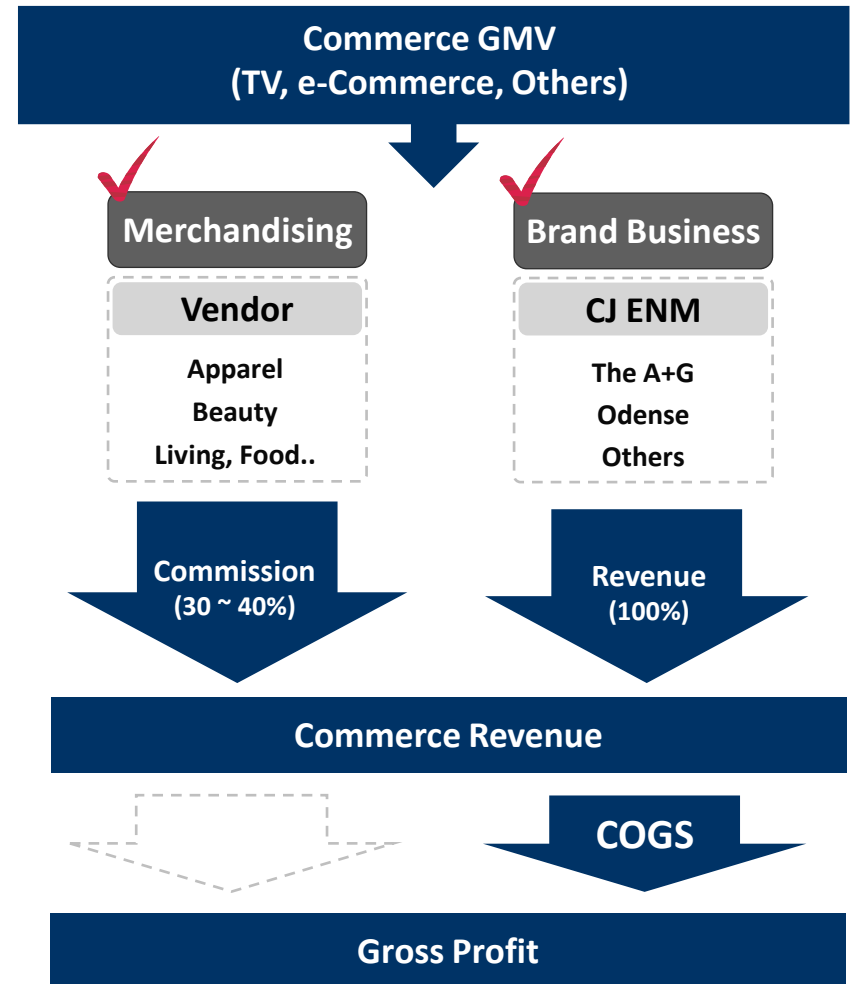 Commerce GMV
(TV, e-Commerce, Others)
Merchandising
Brand Business
Vendor
Apparel
Beauty
Living, Food..
CJ ENM
The A+G
Odense
Others
Commission
(30 ~ 40%)
Revenue
(100%)
Commerce Revenue
COGS
Gross Profit